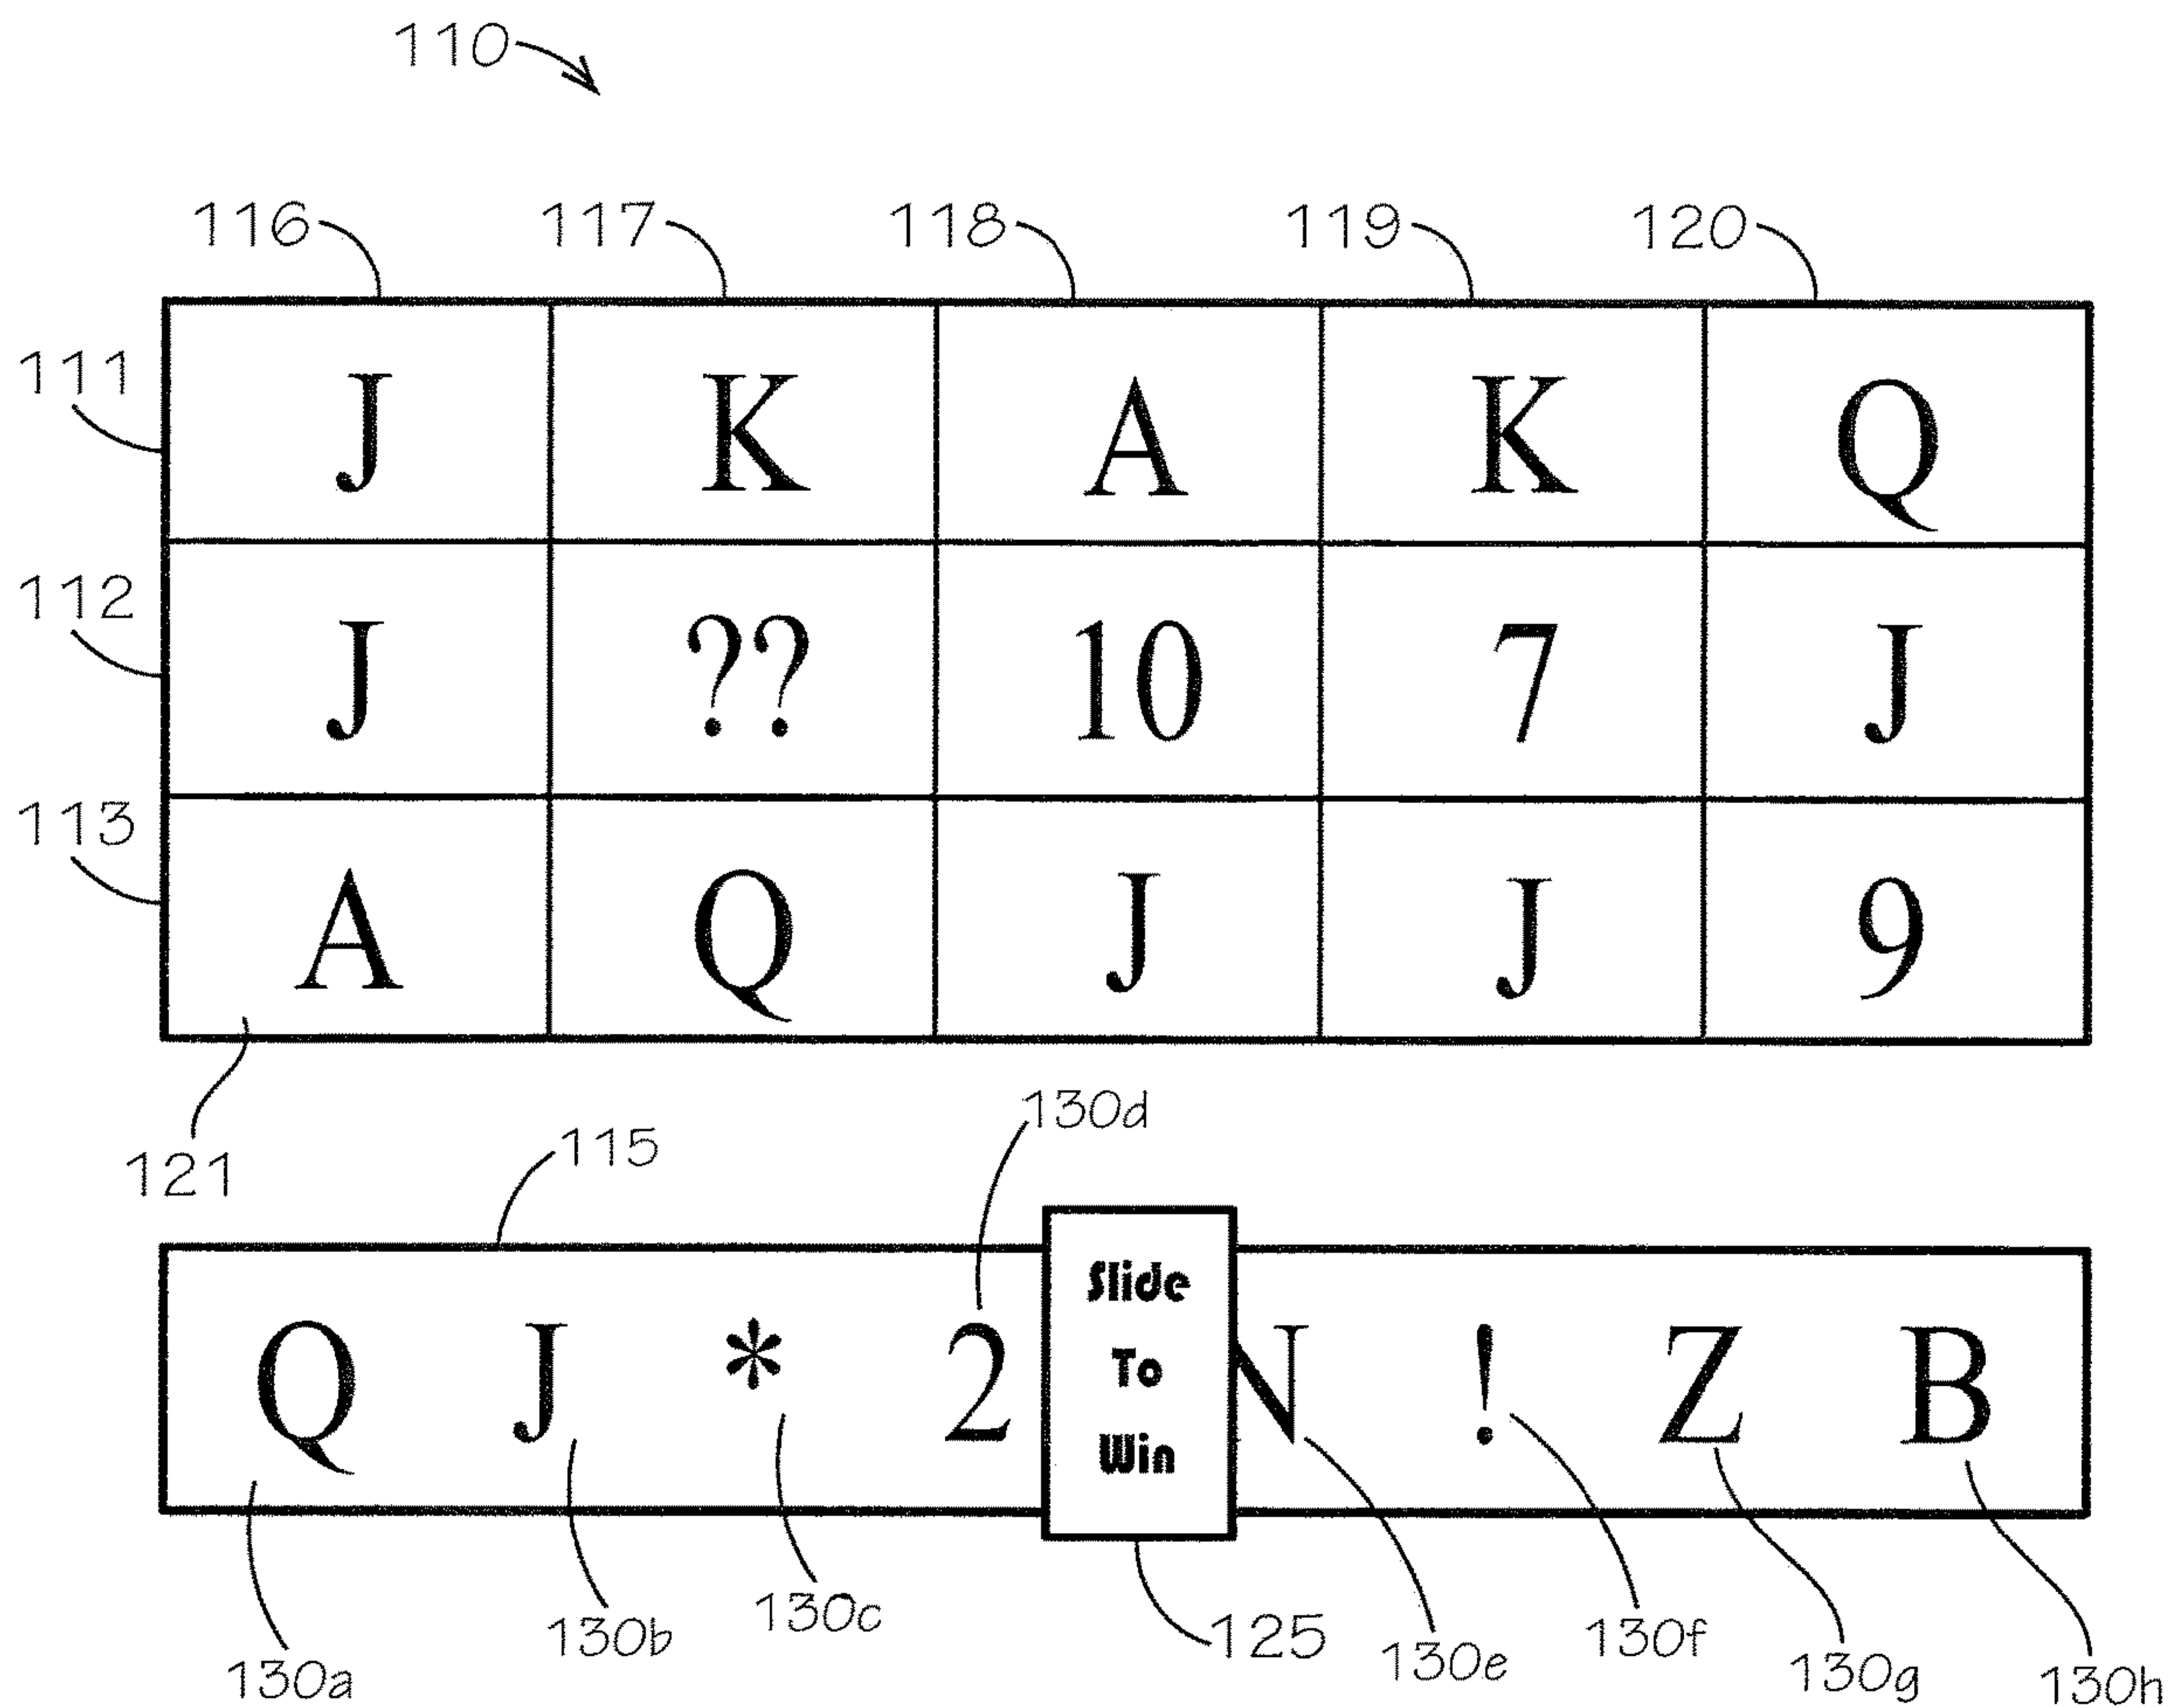 110
116 117 118 119 120
111
J K A K Q
112
J ?? 10 7 J
113
A Q J J 9
121
115
130d
Q J * 2 N ! Z B
Slide
To
Win
130a 130b 130c 125 130e 130f 130g 130h